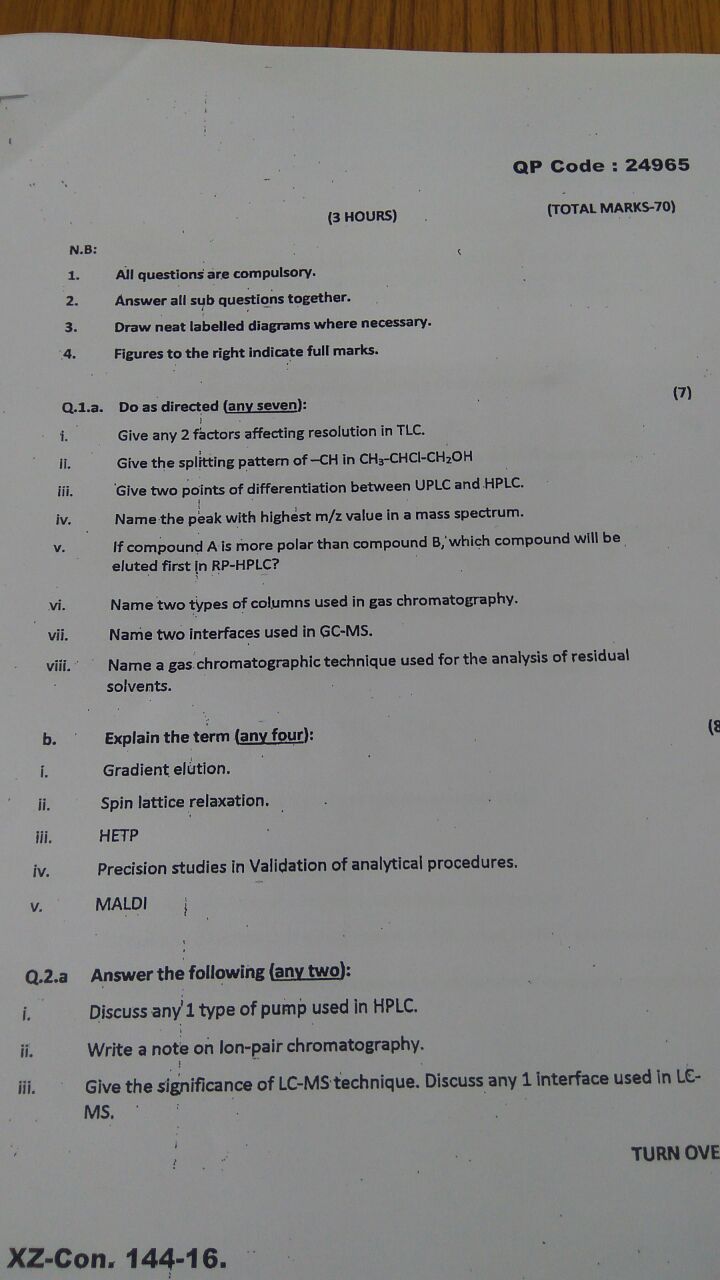 QP Code : 24965
(3 HOURS) (TOTAL MARKS-70)
N.B:
1. All questions are compulsory.
2. Answer all sub questions together.
3. Draw neat labelled diagrams where necessary.
4. Figures to the right indicate full marks.
(7)
Q.1.a. Do as directed (any seven):
i. Give any 2 factors affecting resolution in TLC.
ii. Give the splitting pattern of –CH in CH₃-CHCl-CH₂OH
iii. Give two points of differentiation between UPLC and HPLC.
iv. Name the peak with highest m/z value in a mass spectrum.
v. If compound A is more polar than compound B, which compound will be
eluted first in RP-HPLC?
vi. Name two types of columns used in gas chromatography.
vii. Name two interfaces used in GC-MS.
viii. Name a gas chromatographic technique used for the analysis of residual
solvents.
b. Explain the term (any four): (8
i. Gradient elution.
ii. Spin lattice relaxation.
iii. HETP
iv. Precision studies in Validation of analytical procedures.
v. MALDI
Q.2.a Answer the following (any two):
i. Discuss any 1 type of pump used in HPLC.
ii. Write a note on Ion-pair chromatography.
iii. Give the significance of LC-MS technique. Discuss any 1 interface used in LC-
MS.
TURN OVE
XZ-Con. 144-16.